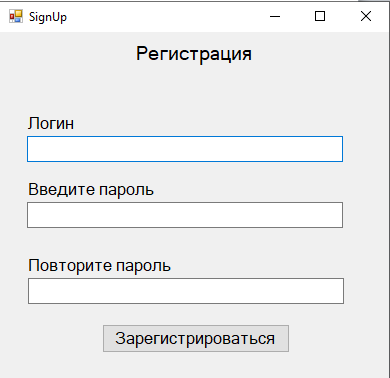 SignUp
Регистрация
Логин
Введите пароль
Повторите пароль
Зарегистрироваться